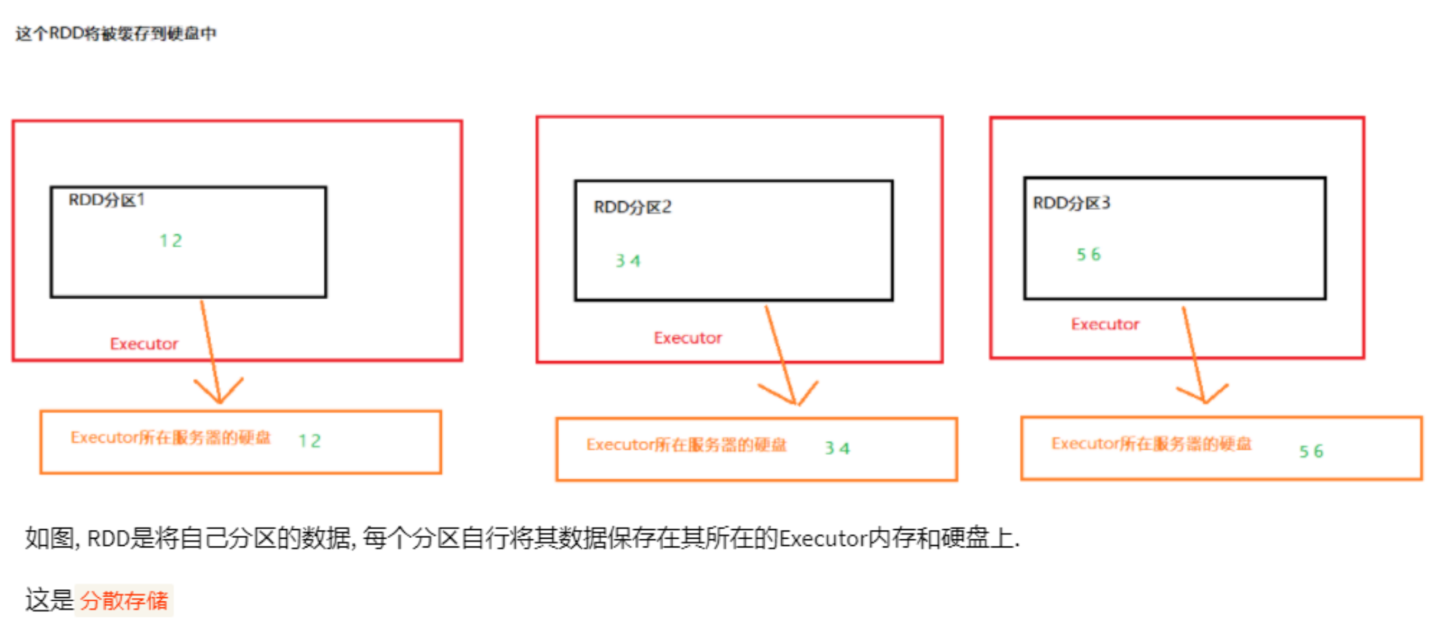 这个RDD将被缓存到硬盘中
RDD分区1
1 2
Executor
Executor所在服务器的硬盘 1 2
RDD分区2
3 4
Executor
Executor所在服务器的硬盘 3 4
RDD分区3
5 6
Executor
Executor所在服务器的硬盘 5 6
如图, RDD是将自己分区的数据, 每个分区自行将其数据保存在其所在的Executor内存和硬盘上.
这是 分散存储